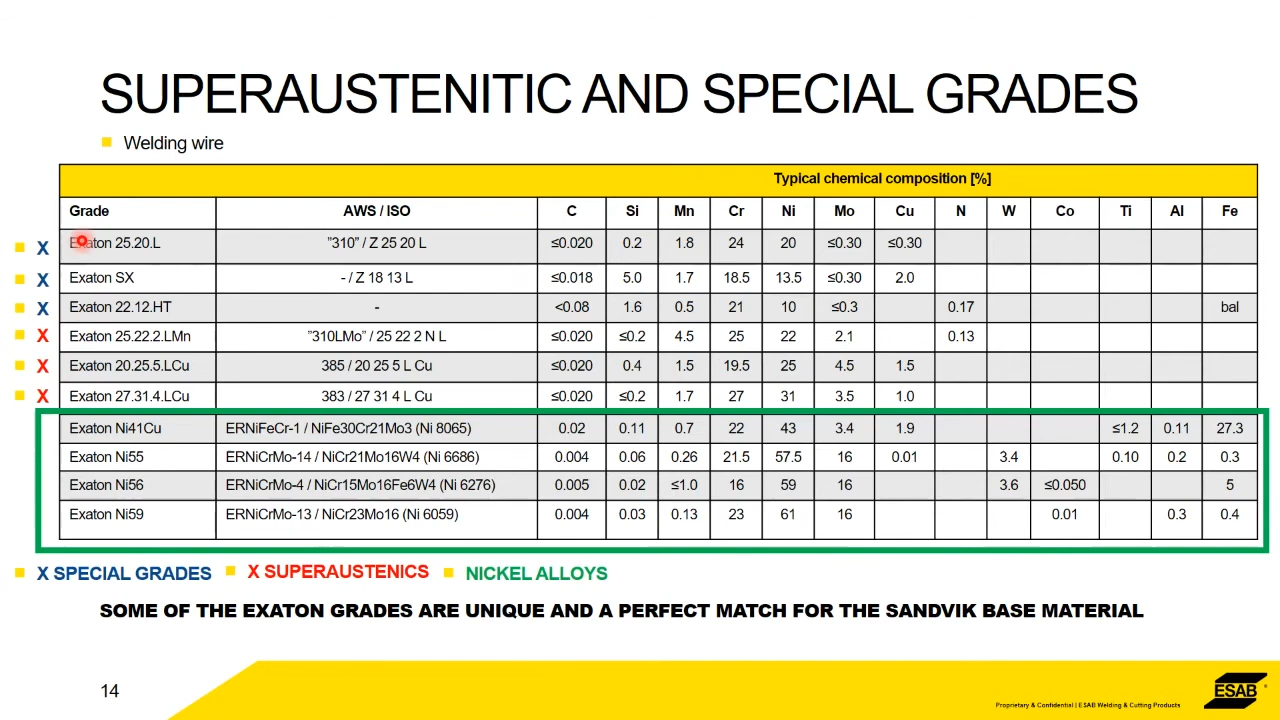 SUPERAUSTENITIC AND SPECIAL GRADES
Welding wire
Typical chemical composition [%]
Grade AWS / ISO C Si Mn Cr Ni Mo Cu N W Co Ti Al Fe
X Exaton 25.20.L ”310” / Z 25 20 L ≤0.020 0.2 1.8 24 20 ≤0.30 ≤0.30
X Exaton SX - / Z 18 13 L ≤0.018 5.0 1.7 18.5 13.5 ≤0.30 2.0
X Exaton 22.12.HT - <0.08 1.6 0.5 21 10 ≤0.3 0.17 bal
X Exaton 25.22.2.LMn ”310LMo” / 25 22 2 N L ≤0.020 ≤0.2 4.5 25 22 2.1 0.13
X Exaton 20.25.5.LCu 385 / 20 25 5 L Cu ≤0.020 0.4 1.5 19.5 25 4.5 1.5
X Exaton 27.31.4.LCu 383 / 27 31 4 L Cu ≤0.020 ≤0.2 1.7 27 31 3.5 1.0
Exaton Ni41Cu ERNiFeCr-1 / NiFe30Cr21Mo3 (Ni 8065) 0.02 0.11 0.7 22 43 3.4 1.9 ≤1.2 0.11 27.3
Exaton Ni55 ERNiCrMo-14 / NiCr21Mo16W4 (Ni 6686) 0.004 0.06 0.26 21.5 57.5 16 0.01 3.4 0.10 0.2 0.3
Exaton Ni56 ERNiCrMo-4 / NiCr15Mo16Fe6W4 (Ni 6276) 0.005 0.02 ≤1.0 16 59 16 3.6 ≤0.050 5
Exaton Ni59 ERNiCrMo-13 / NiCr23Mo16 (Ni 6059) 0.004 0.03 0.13 23 61 16 0.01 0.3 0.4
X SPECIAL GRADES X SUPERAUSTENICS NICKEL ALLOYS
SOME OF THE EXATON GRADES ARE UNIQUE AND A PERFECT MATCH FOR THE SANDVIK BASE MATERIAL
14
Proprietary & Confidential | ESAB Welding & Cutting Products
ESAB